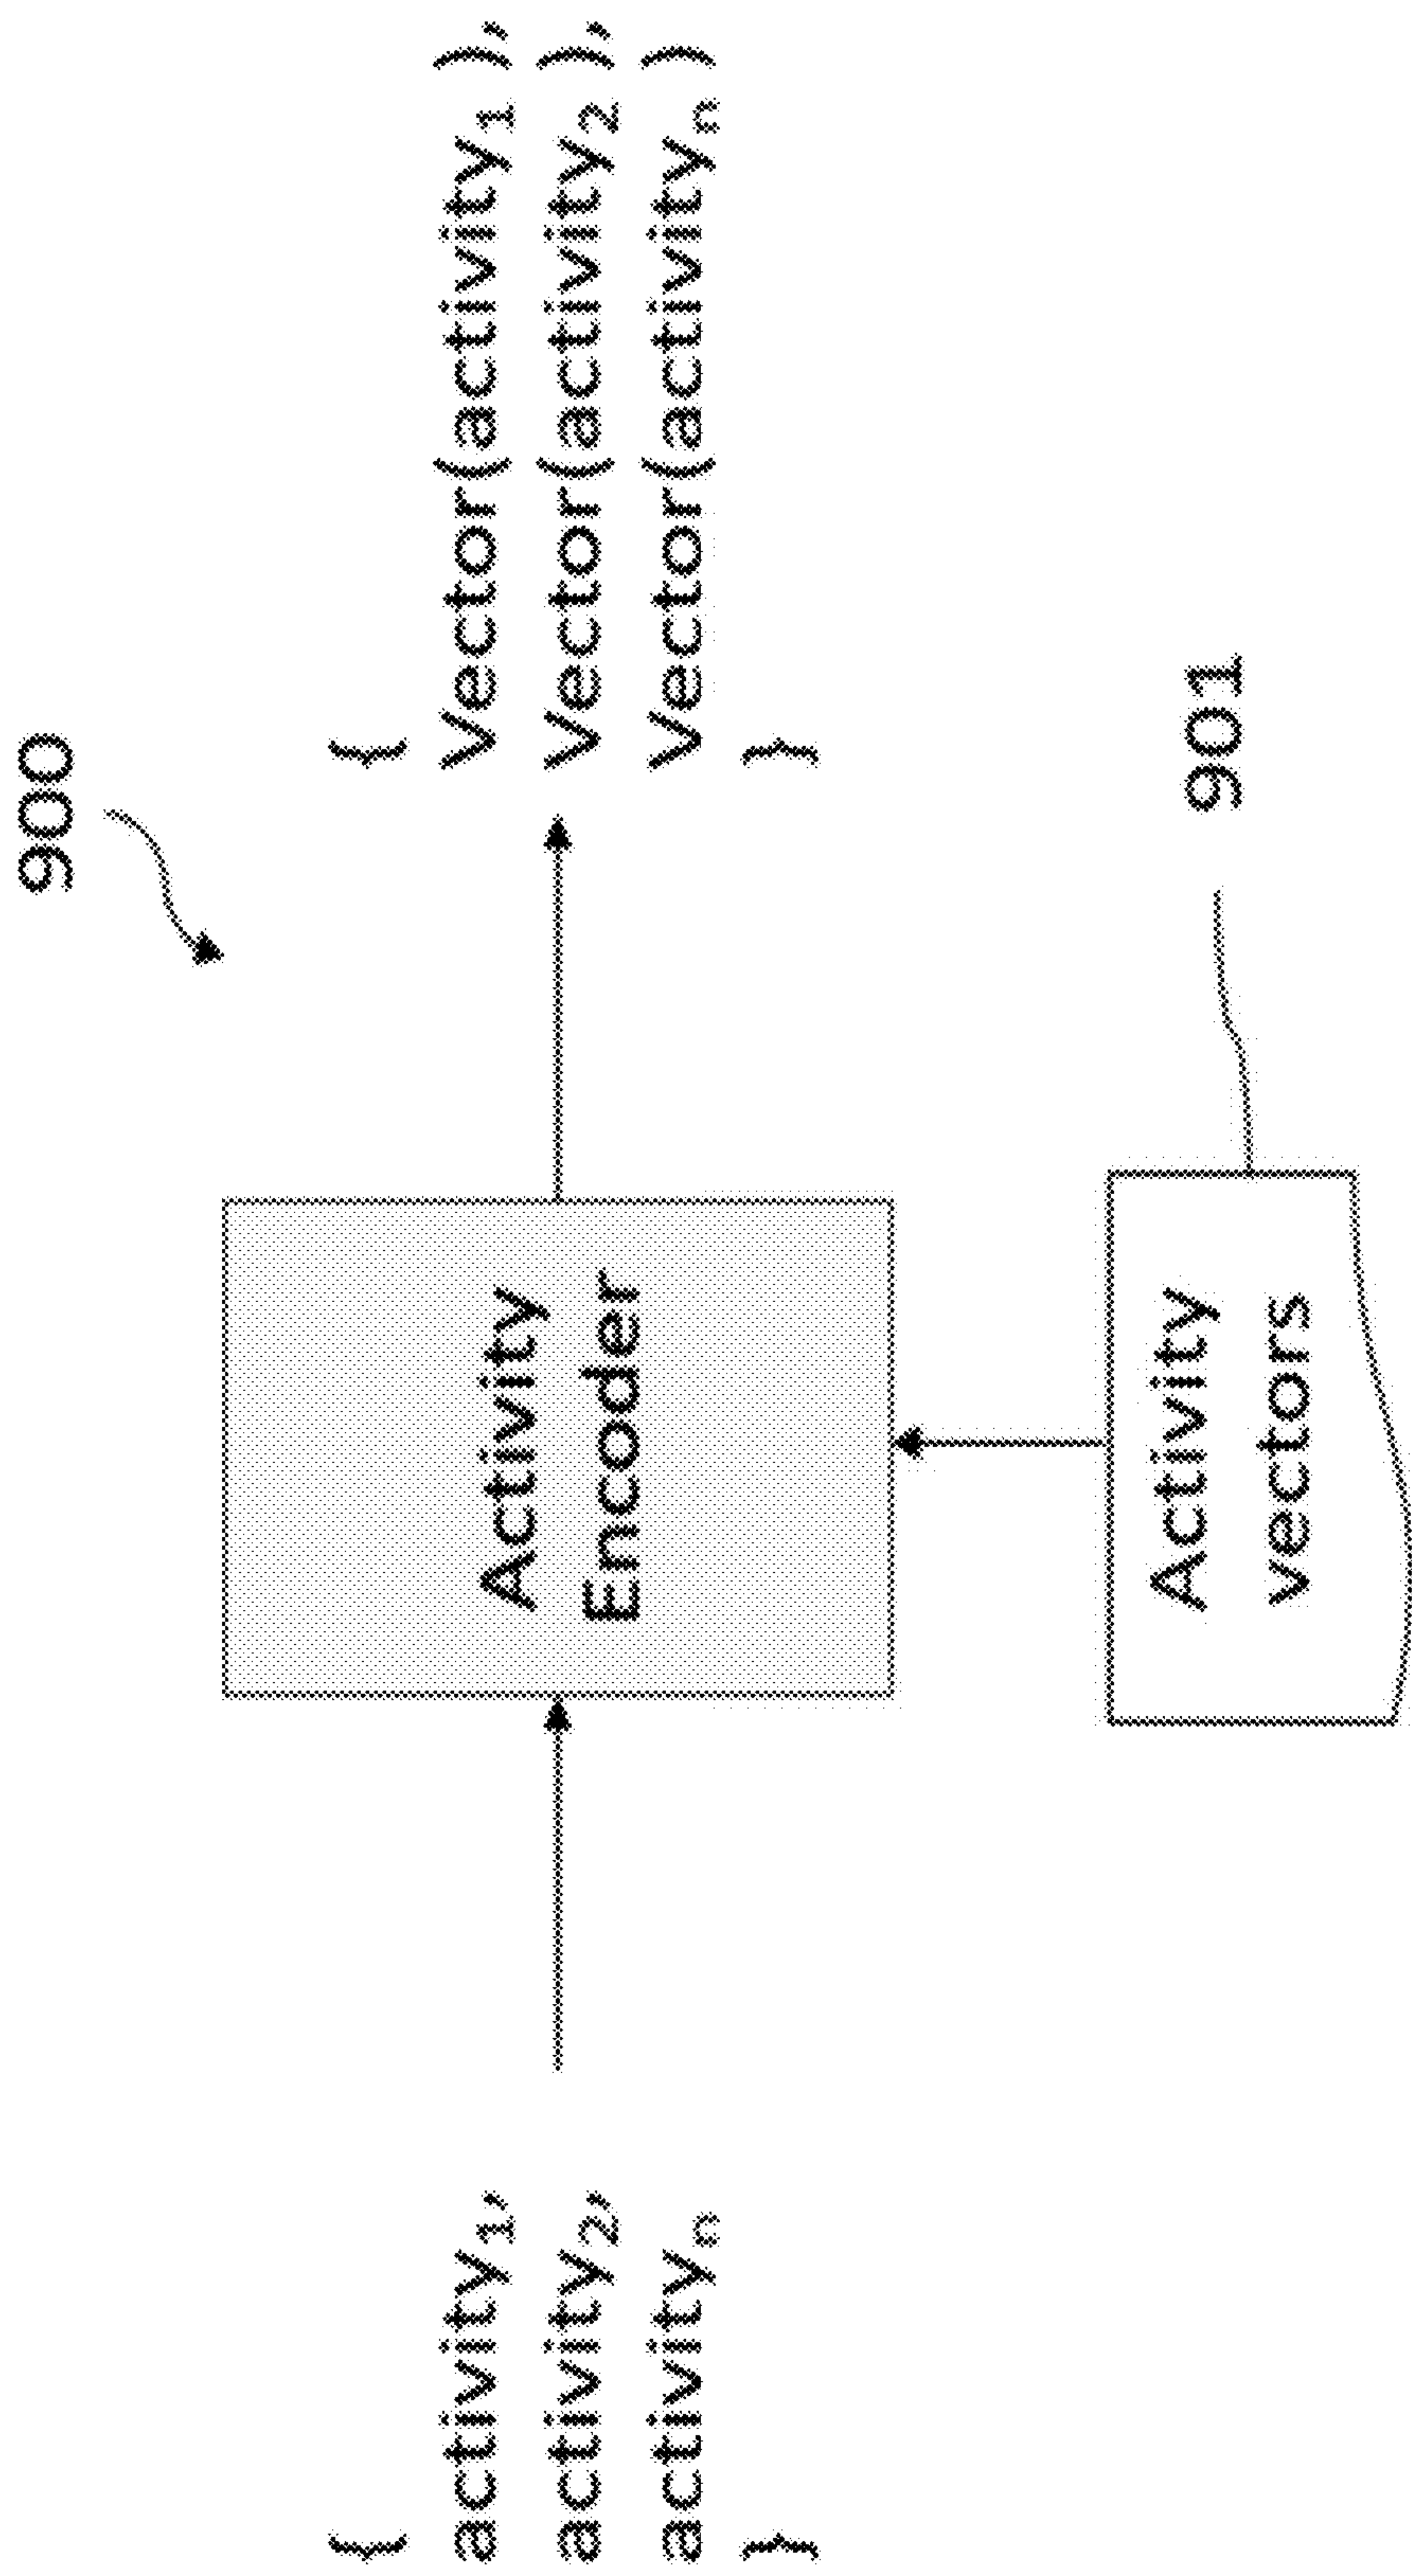 900
{
activity1,
activity2,
activityn
}
Activity
Encoder
{
Vector(activity1 ),
Vector(activity2 ),
Vector(activityn )
}
Activity
vectors
901